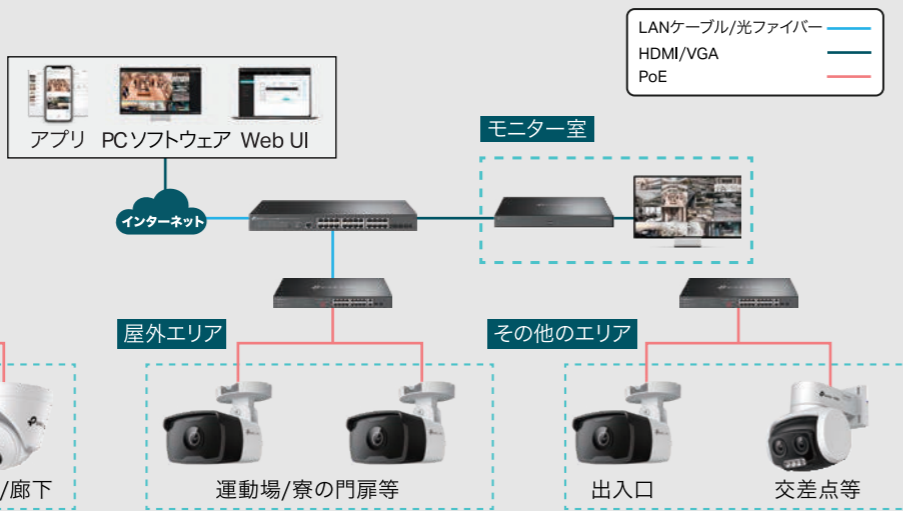 LANケーブル/光ファイバー
HDMI/VGA
PoE
アプリ PCソフトウェア Web UI
モニター室
インターネット
屋外エリア
その他のエリア
/廊下
運動場/寮の門扉等
出入口
交差点等